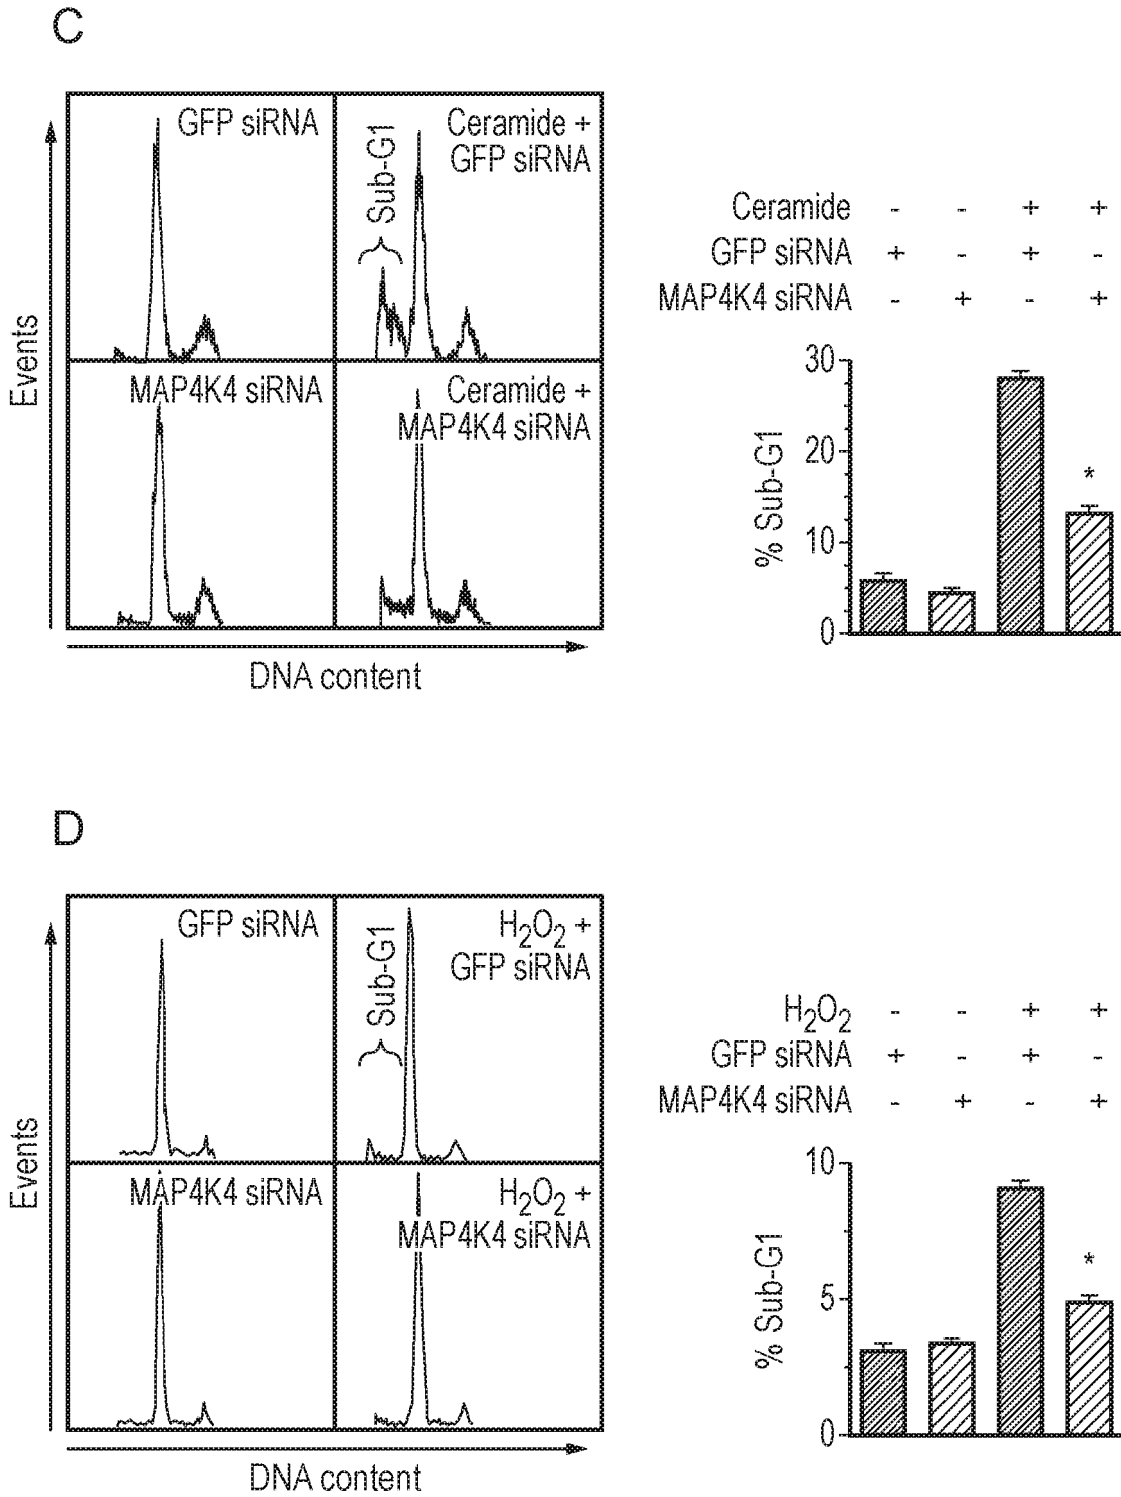 C
GFP siRNA
Ceramide +
GFP siRNA
Sub-G1
MAP4K4 siRNA
Ceramide +
MAP4K4 siRNA
Events
DNA content
Ceramide - - + +
GFP siRNA + - + -
MAP4K4 siRNA - + - +
30
20
10
0
% Sub-G1
*
D
GFP siRNA
H₂O₂ +
GFP siRNA
Sub-G1
MAP4K4 siRNA
H₂O₂ +
MAP4K4 siRNA
Events
DNA content
H₂O₂ - - + +
GFP siRNA + - + -
MAP4K4 siRNA - + - +
10
5
0
% Sub-G1
*